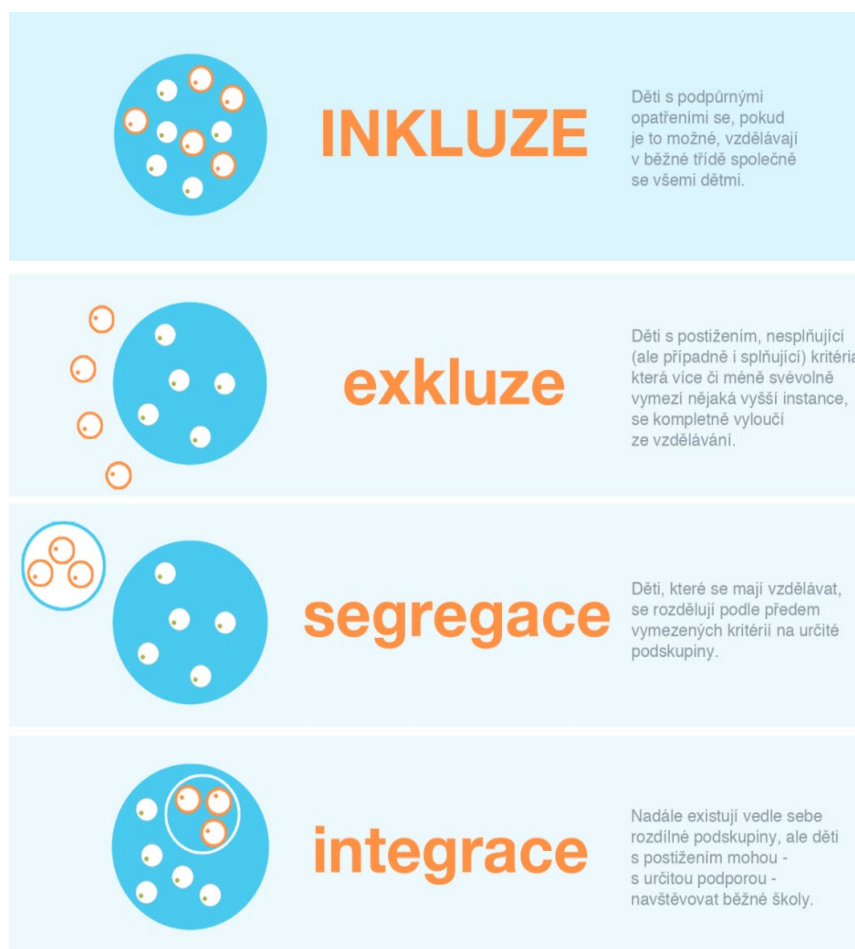 INKLUZE
Děti s podpůrnými
opatřeními se, pokud
je to možné, vzdělávají
v běžné třídě společně
se všemi dětmi.
exkluze
Děti s postižením, nesplňující
(ale případně i splňující) kritéria
která více či méně svévolně
vymezí nějaká vyšší instance,
se kompletně vyloučí
ze vzdělávání.
segregace
Děti, které se mají vzdělávat,
se rozdělují podle předem
vymezených kritérií na určité
podskupiny.
integrace
Nadále existují vedle sebe
rozdílné podskupiny, ale děti
s postižením mohou -
s určitou podporou -
navštěvovat běžné školy.